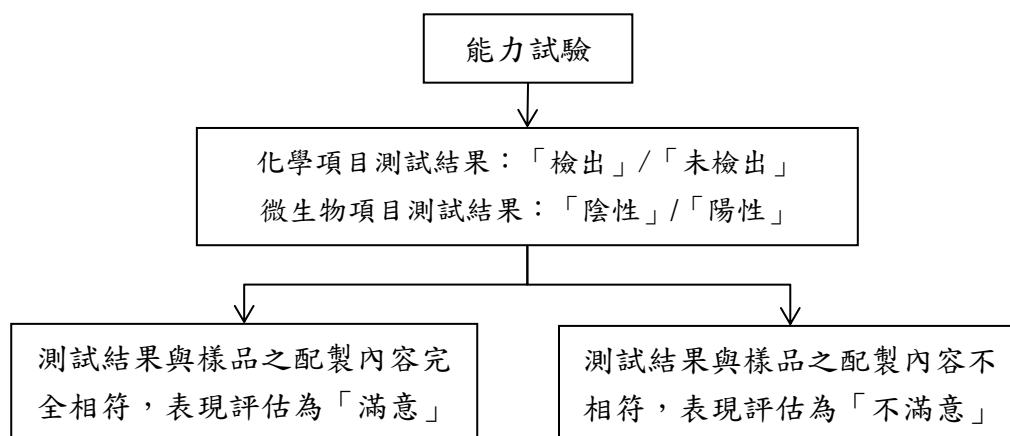 能力試驗
化學項目測試結果：「檢出」/「未檢出」
微生物項目測試結果：「陰性」/「陽性」
測試結果與樣品之配製內容完
全相符，表現評估為「滿意」
測試結果與樣品之配製內容不
相符，表現評估為「不滿意」